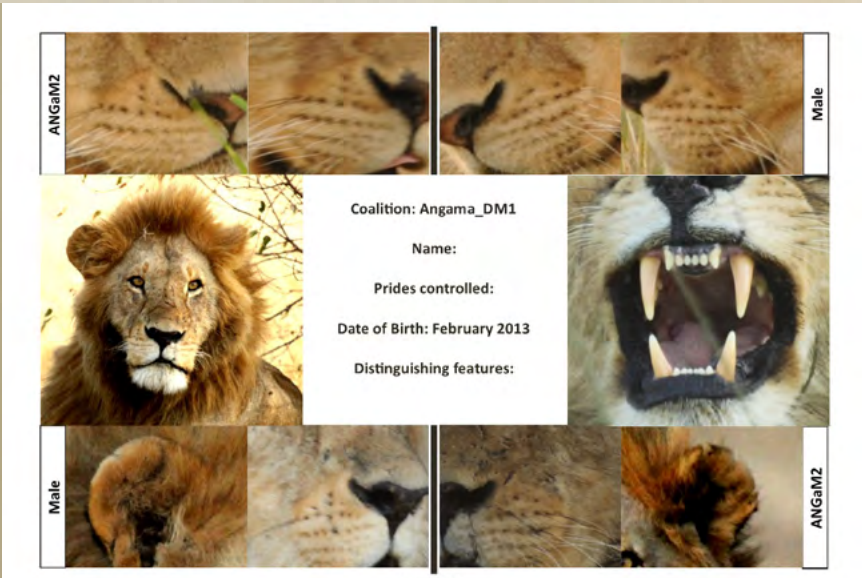 ANGaM2
Male
Coalition: Angama_DM1
Name:
Prides controlled:
Date of Birth: February 2013
Distinguishing features:
Male
ANGaM2